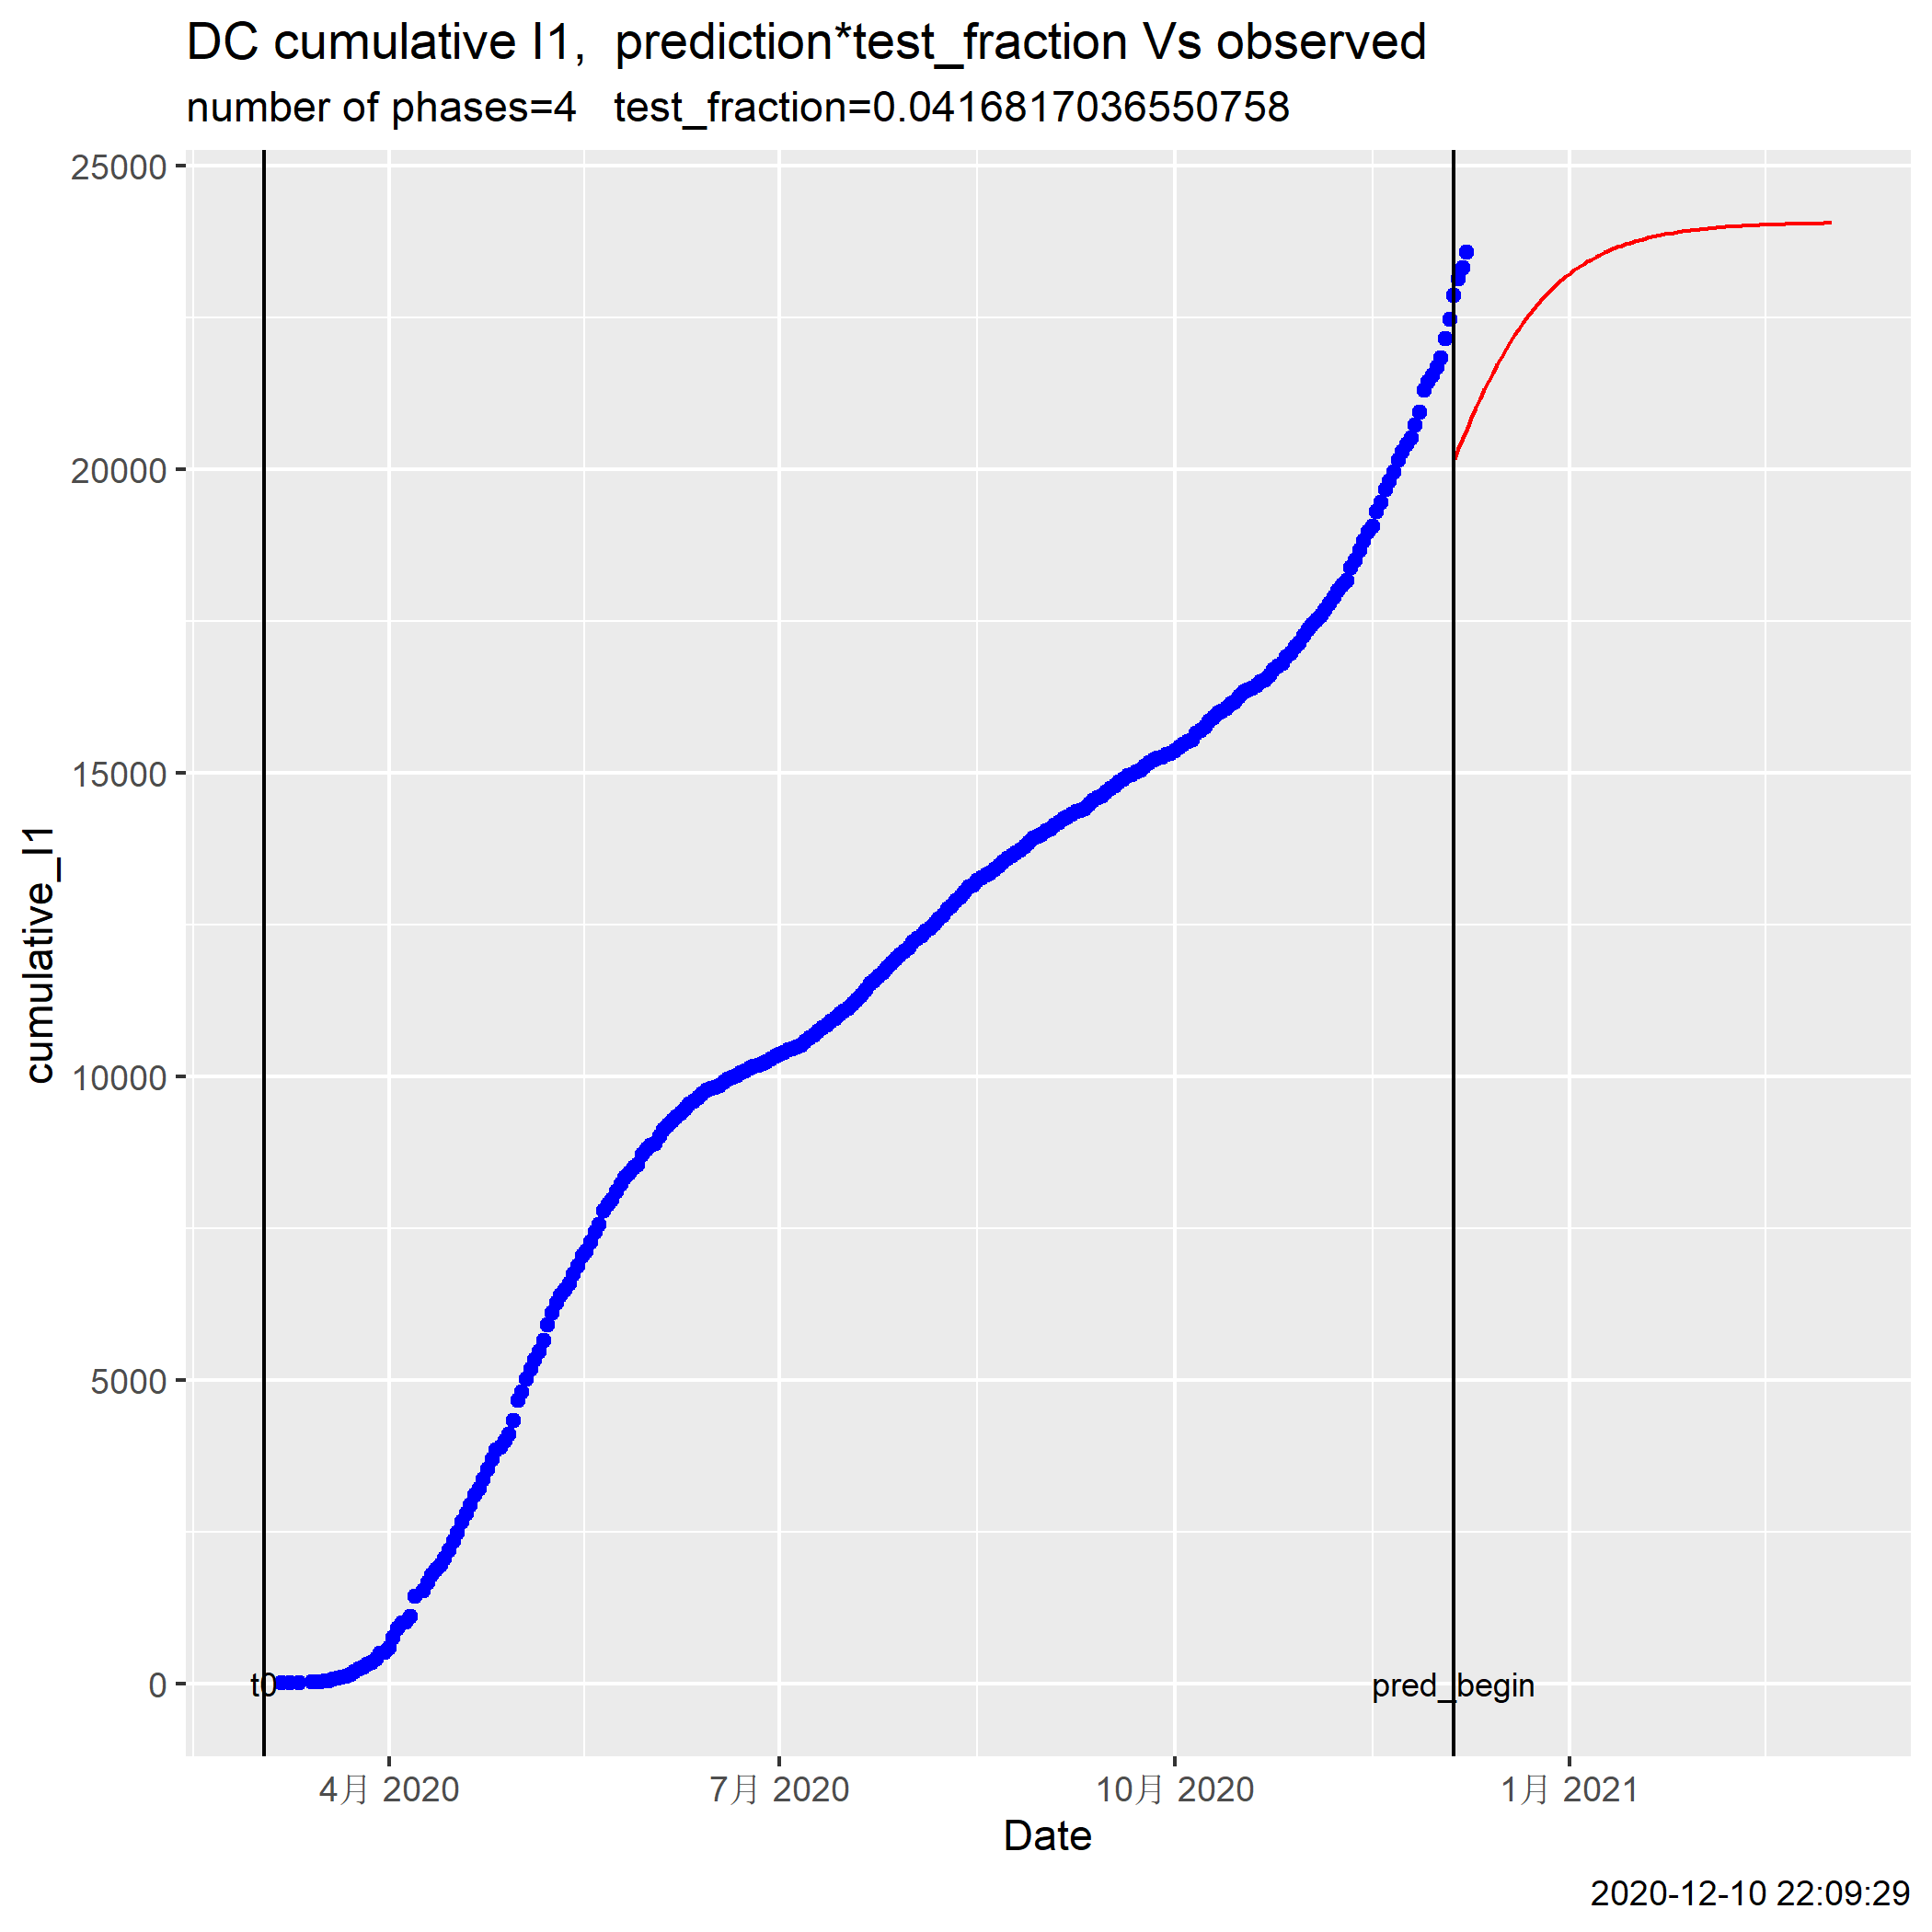 DC cumulative I1,  prediction*test_fraction Vs observed
number of phases=4   test_fraction=0.0416817036550758
25000
20000
15000
10000
5000
0
cumulative_I1
t0
pred_begin
4月 2020
7月 2020
10月 2020
1月 2021
Date
2020-12-10 22:09:29